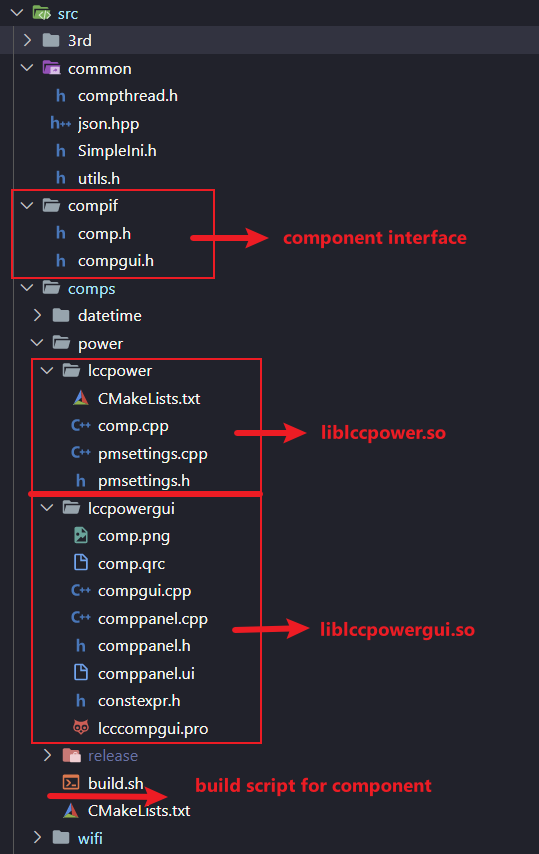 src
3rd
common
compthread.h
json.hpp
SimpleIni.h
utils.h
compif
comp.h
component interface
compgui.h
comps
datetime
power
lccpower
CMakeLists.txt
comp.cpp
liblccpower.so
pmsettings.cpp
pmsettings.h
lccpowergui
comp.png
comp.qrc
compgui.cpp
comppanel.cpp
liblccpowergui.so
comppanel.h
comppanel.ui
constexpr.h
lcccompgui.pro
release
build.sh
build script for component
CMakeLists.txt
wifi